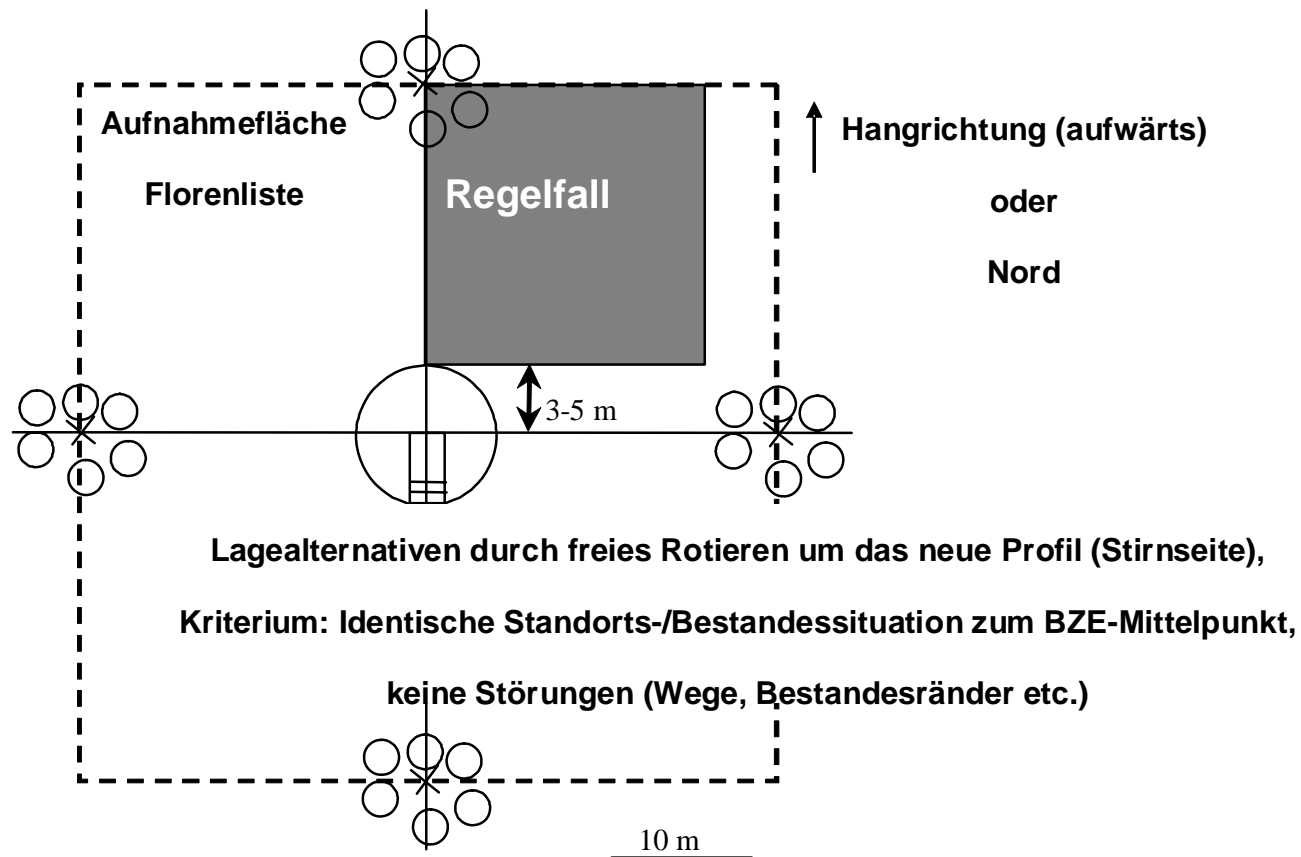 Aufnahmefläche
Florenliste
Regelfall
Hangrichtung (aufwärts)
oder
Nord
3-5 m
Lagealternativen durch freies Rotieren um das neue Profil (Stirnseite),
Kriterium: Identische Standorts-/Bestandessituation zum BZE-Mittelpunkt,
keine Störungen (Wege, Bestandesränder etc.)
10 m